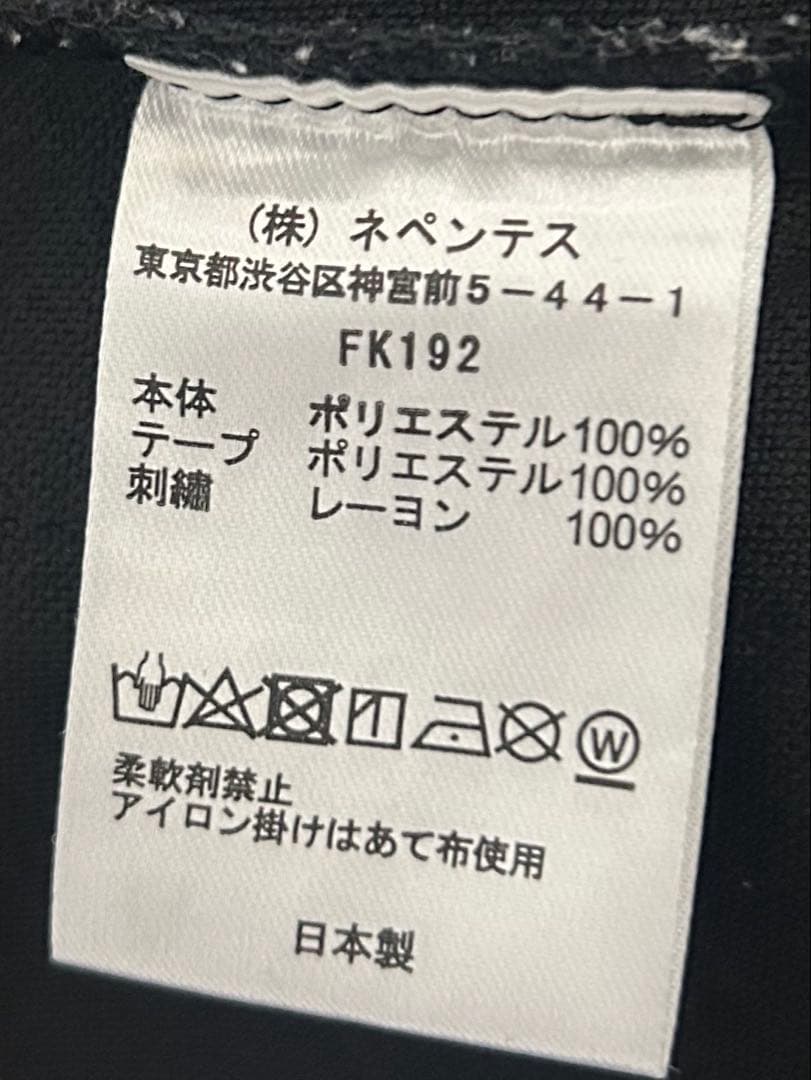 (株) ネペンテス
東京都渋谷区神宮前5-44-1
FK192
本体 ポリエステル100%
テープ ポリエステル100%
刺繡 レーヨン 100%
W
柔軟剤禁止
アイロン掛けはあて布使用
日本製